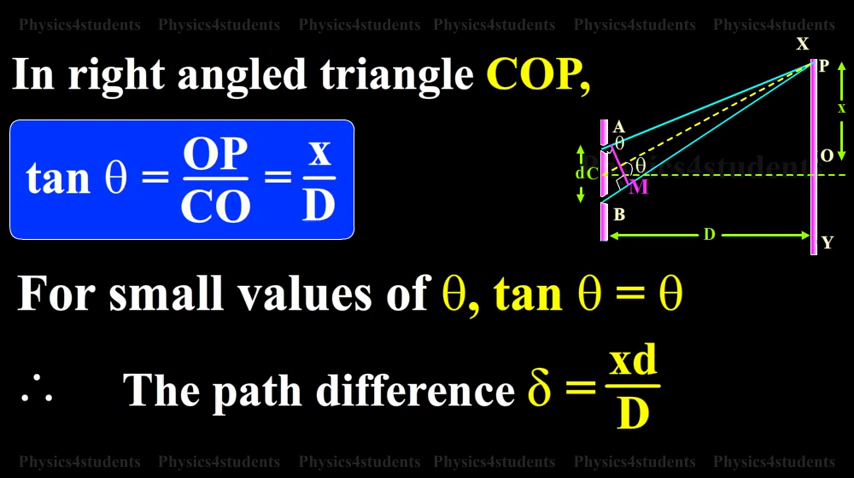 Physics4students Physics4students Physics4students Physics4students Physics4students Physics4students
In right angled triangle COP,
tan θ = OP/CO = x/D
X
P
A
θ
x
Physics4students
O
θ
d
C
M
B
D
Y
For small values of θ, tan θ = θ
∴ The path difference δ = xd/D
Physics4students Physics4students Physics4students Physics4students Physics4students Physics4students